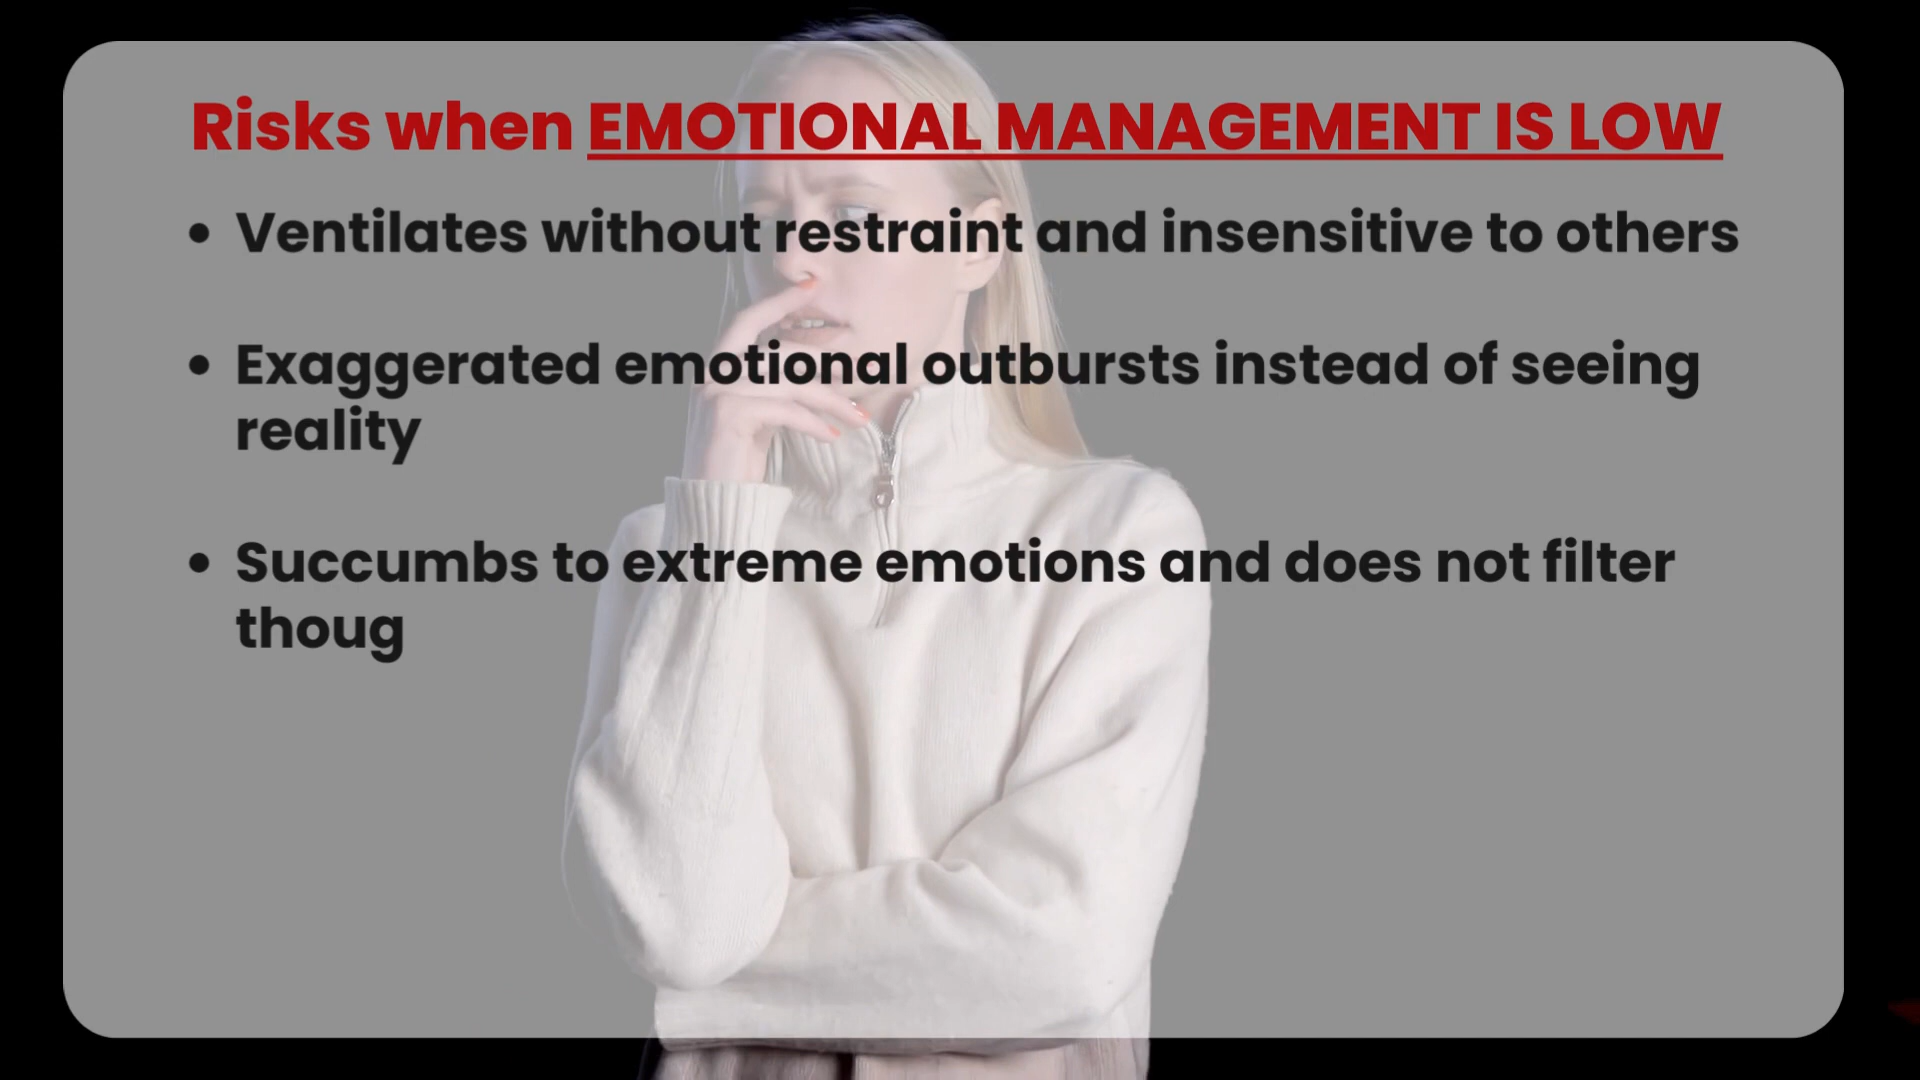 Risks when EMOTIONAL MANAGEMENT IS LOW
• Ventilates without restraint and insensitive to others
• Exaggerated emotional outbursts instead of seeing
reality
• Succumbs to extreme emotions and does not filter
thoug